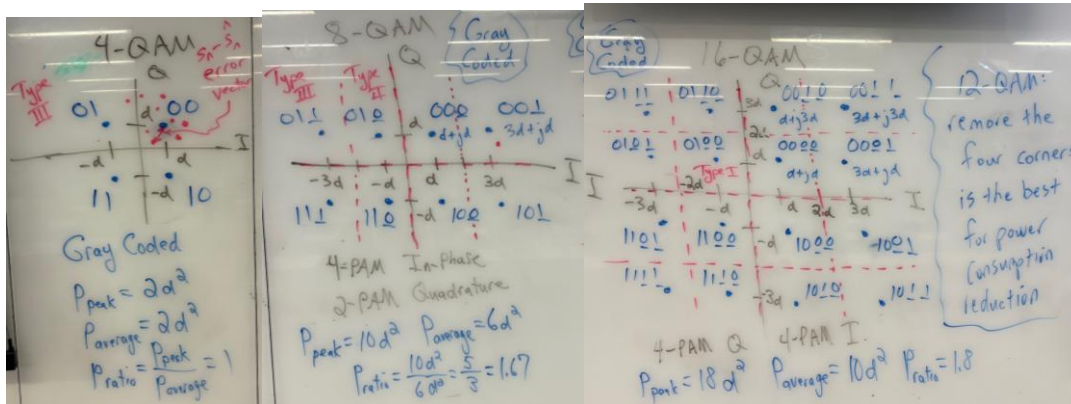 4-QAM
Q
Type
III
Sn-Ŝn
error
vector
01
00
d
I
-d
d
-d
11
10
Gray Coded
Ppeak = 2d²
Paverage = 2d²
Pratio = Ppeak/Paverage = 1
8-QAM
Gray
Coded
Q
Type
III
Type
II
011
010
000
001
d
d+jd
3d+jd
I
-3d
-d
d
3d
111
110
-d
100
101
4-PAM In-Phase
2-PAM Quadrature
Ppeak = 10d² Paverage = 6d²
Pratio = 10d²/6d² = 5/3 = 1.67
Gray
Coded
16-QAM
Q
0111
0110
3d
0010
0011
d+j3d
3d+j3d
2d
0101
0100
d
0000
0001
Type I
d+jd
3d+jd
I
-3d
-2d
-d
d
2d
3d
I
1101
1100
-d
1000
1001
1111
1110
-3d
1010
1011
4-PAM Q 4-PAM I
Ppeak = 18d² Paverage = 10d² Pratio = 1.8
12-QAM:
remove the
four corners
is the best
for power
consumption
reduction